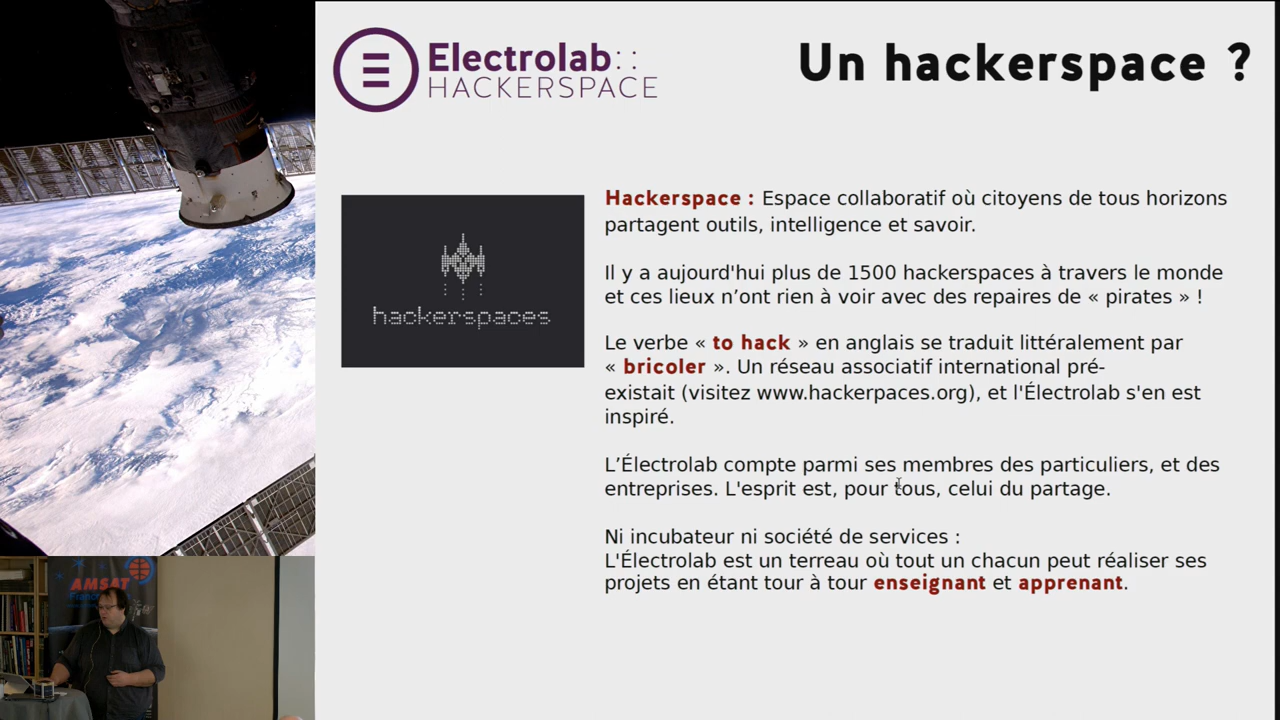 Electrolab::
HACKERSPACE
Un hackerspace ?
hackerspaces
Hackerspace : Espace collaboratif où citoyens de tous horizons
partagent outils, intelligence et savoir.
Il y a aujourd'hui plus de 1500 hackerspaces à travers le monde
et ces lieux n’ont rien à voir avec des repaires de « pirates » !
Le verbe « to hack » en anglais se traduit littéralement par
« bricoler ». Un réseau associatif international pré-
existait (visitez www.hackerpaces.org), et l'Électrolab s'en est
inspiré.
L’Électrolab compte parmi ses membres des particuliers, et des
entreprises. L'esprit est, pour tous, celui du partage.
Ni incubateur ni société de services :
L'Électrolab est un terreau où tout un chacun peut réaliser ses
projets en étant tour à tour enseignant et apprenant.
AMSAT